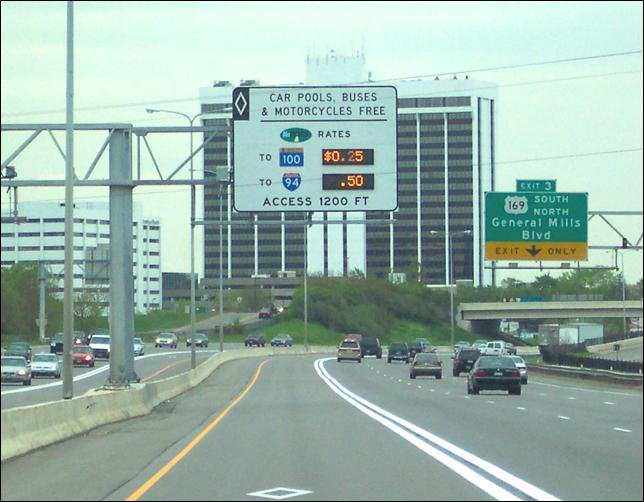 CAR POOLS, BUSES
& MOTORCYCLES FREE
RATES
TO 100 $0.25
TO 94 .50
ACCESS 1200 FT
EXIT 3
169 SOUTH
NORTH
General Mills
Blvd
EXIT ONLY